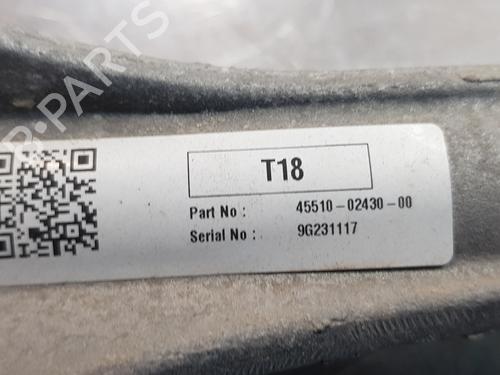 T18
Part No : 45510-02430-00
Serial No : 9G231117
B-PARTS